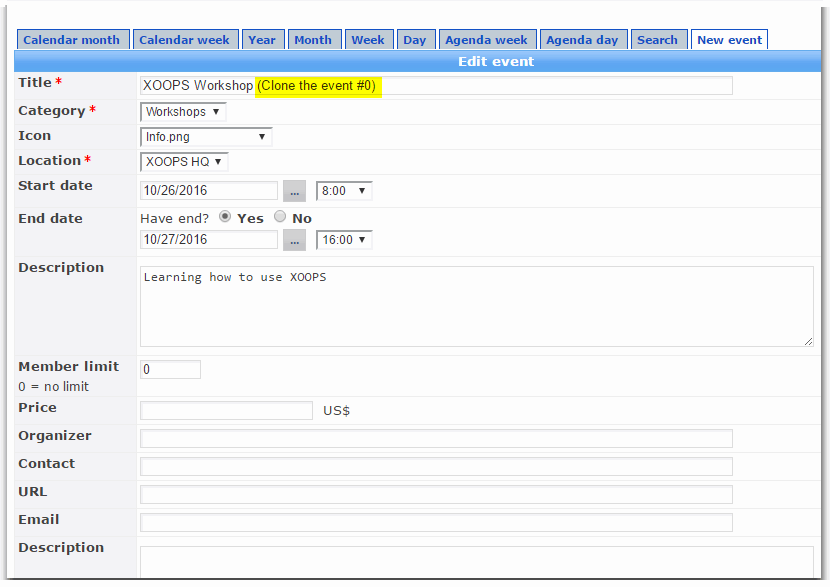 Calendar month Calendar week Year Month Week Day Agenda week Agenda day Search New event
Edit event
Title * XOOPS Workshop (Clone the event #0)
Category * Workshops
Icon Info.png
Location * XOOPS HQ
Start date 10/26/2016 ... 8:00
End date Have end? Yes No
10/27/2016 ... 16:00
Description Learning how to use XOOPS
Member limit 0
0 = no limit
Price US$
Organizer
Contact
URL
Email
Description